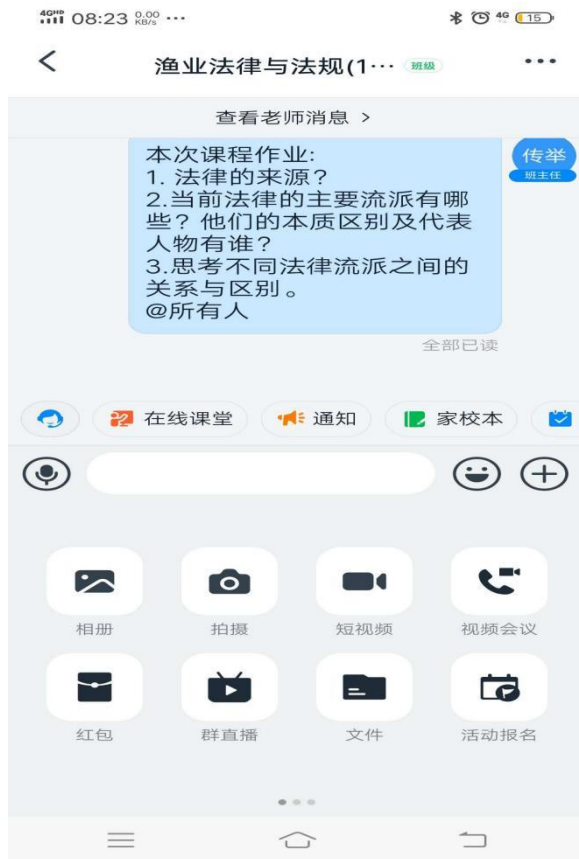 4GHD 08:23 0.00 KB/s ··· 4G 15
渔业法律与法规(1··· 班级
查看老师消息 >
本次课程作业:
1. 法律的来源?
2.当前法律的主要流派有哪
些? 他们的本质区别及代表
人物有谁?
3.思考不同法律流派之间的
关系与区别。
@所有人
传举
班主任
全部已读
在线课堂 通知 家校本
相册 拍摄 短视频 视频会议
红包 群直播 文件 活动报名